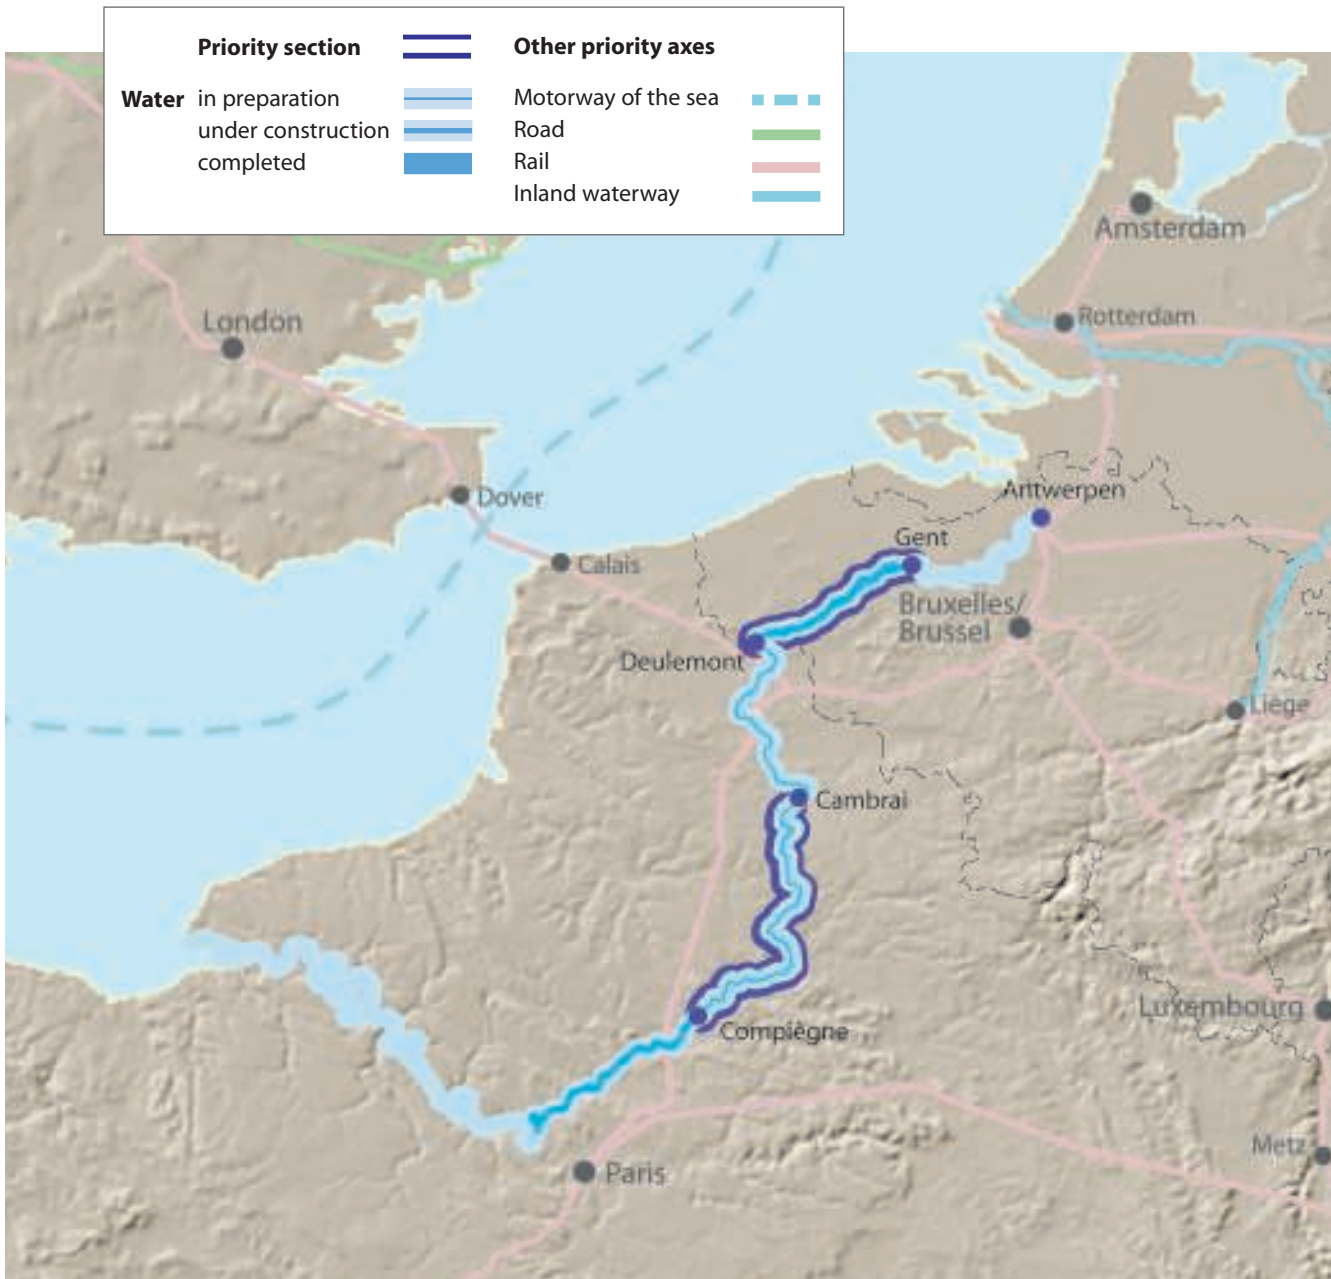 Priority section
Other priority axes
Water in preparation
under construction
completed
Motorway of the sea
Road
Rail
Inland waterway
Amsterdam
London
Rotterdam
Dover
Antwerpen
Gent
Calais
Bruxelles/
Brussel
Deulemont
Liège
Cambrai
Luxembourg
Compiègne
Metz
Paris